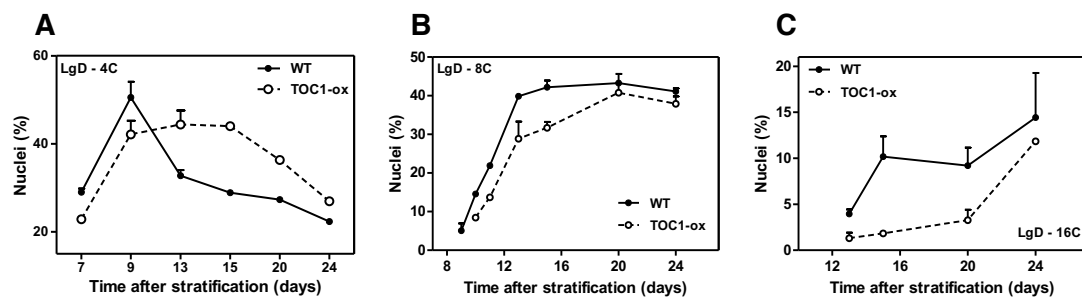 A
LgD - 4C
WT
TOC1-ox
Nuclei (%)
60
40
20
7 9 13 15 20 24
Time after stratification (days)
B
LgD - 8C
WT
TOC1-ox
Nuclei (%)
50
40
30
20
10
0
8 12 16 20 24
Time after stratification (days)
C
WT
TOC1-ox
LgD - 16C
Nuclei (%)
20
15
10
5
0
12 16 20 24
Time after stratification (days)